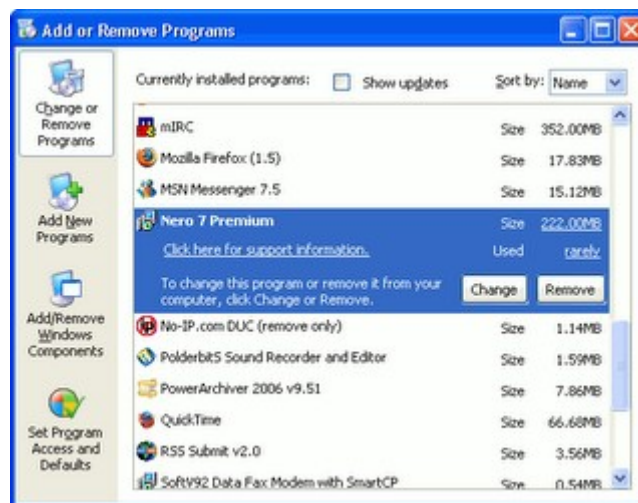 Add or Remove Programs
Currently installed programs: Show updates Sort by: Name
Change or
Remove
Programs
Add New
Programs
Add/Remove
Windows
Components
Set Program
Access and
Defaults
mIRC Size 352.00MB
Mozilla Firefox (1.5) Size 17.83MB
MSN Messenger 7.5 Size 15.12MB
Nero 7 Premium Size 222.00MB
Click here for support information. Used rarely
To change this program or remove it from your
computer, click Change or Remove. Change Remove
No-IP.com DUC (remove only) Size 1.14MB
PolderbitS Sound Recorder and Editor Size 1.59MB
PowerArchiver 2006 v9.51 Size 7.86MB
QuickTime Size 66.68MB
RSS Submit v2.0 Size 3.56MB
SoftV92 Data Fax Modem with SmartCP Size 0.54MB